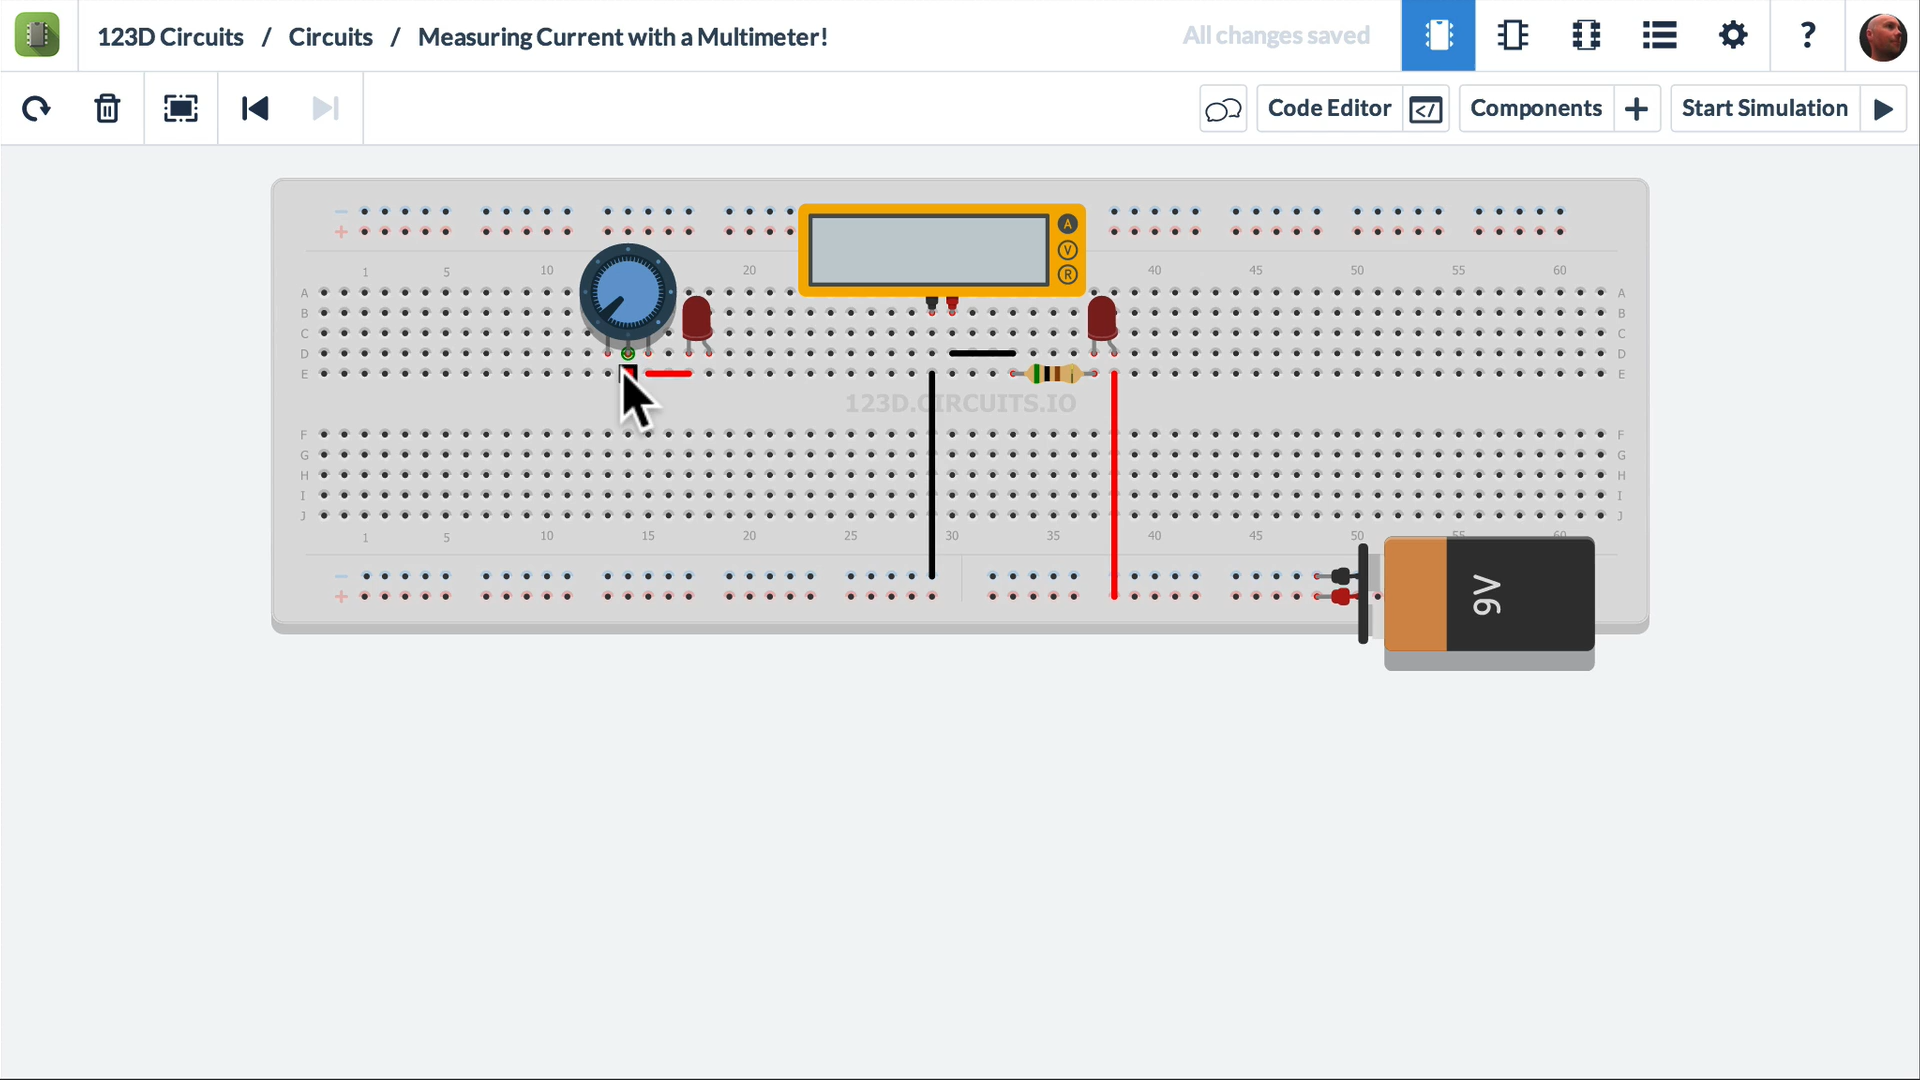 123D Circuits / Circuits / Measuring Current with a Multimeter!
All changes saved
?
Code Editor </>
Components +
Start Simulation
− 
+
A
V
R
1 5 10 20 40 45 50 55 60
A A
B B
C C
D D
E E
123D.CIRCUITS.IO
F F
G G
H H
I I
J J
1 5 10 15 20 25 30 35 40 45 50 55 60
−
+
9V